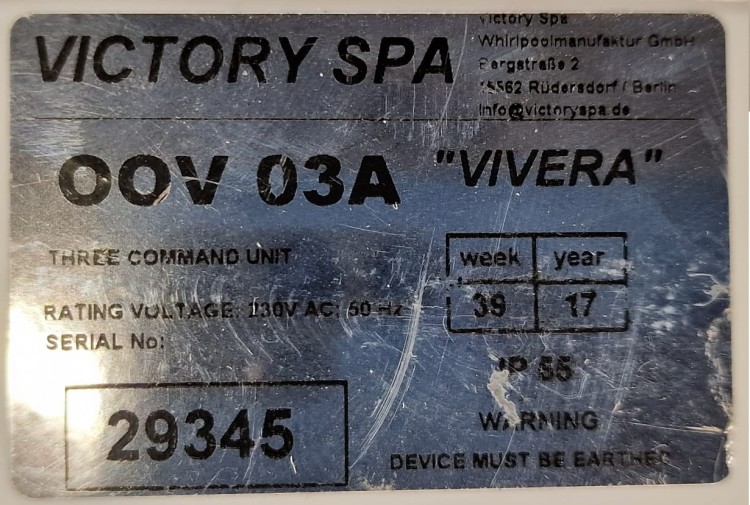 VICTORY SPA
Victory Spa
Whirlpoolmanufaktur GmbH
Bergstraße 2
15562 Rüdersdorf / Berlin
info@victoryspa.de
OOV 03A "VIVERA"
THREE COMMAND UNIT
week year
39 17
RATING VOLTAGE: 230V AC; 50 Hz
SERIAL No:
29345
IP 55
WARNING
DEVICE MUST BE EARTHED